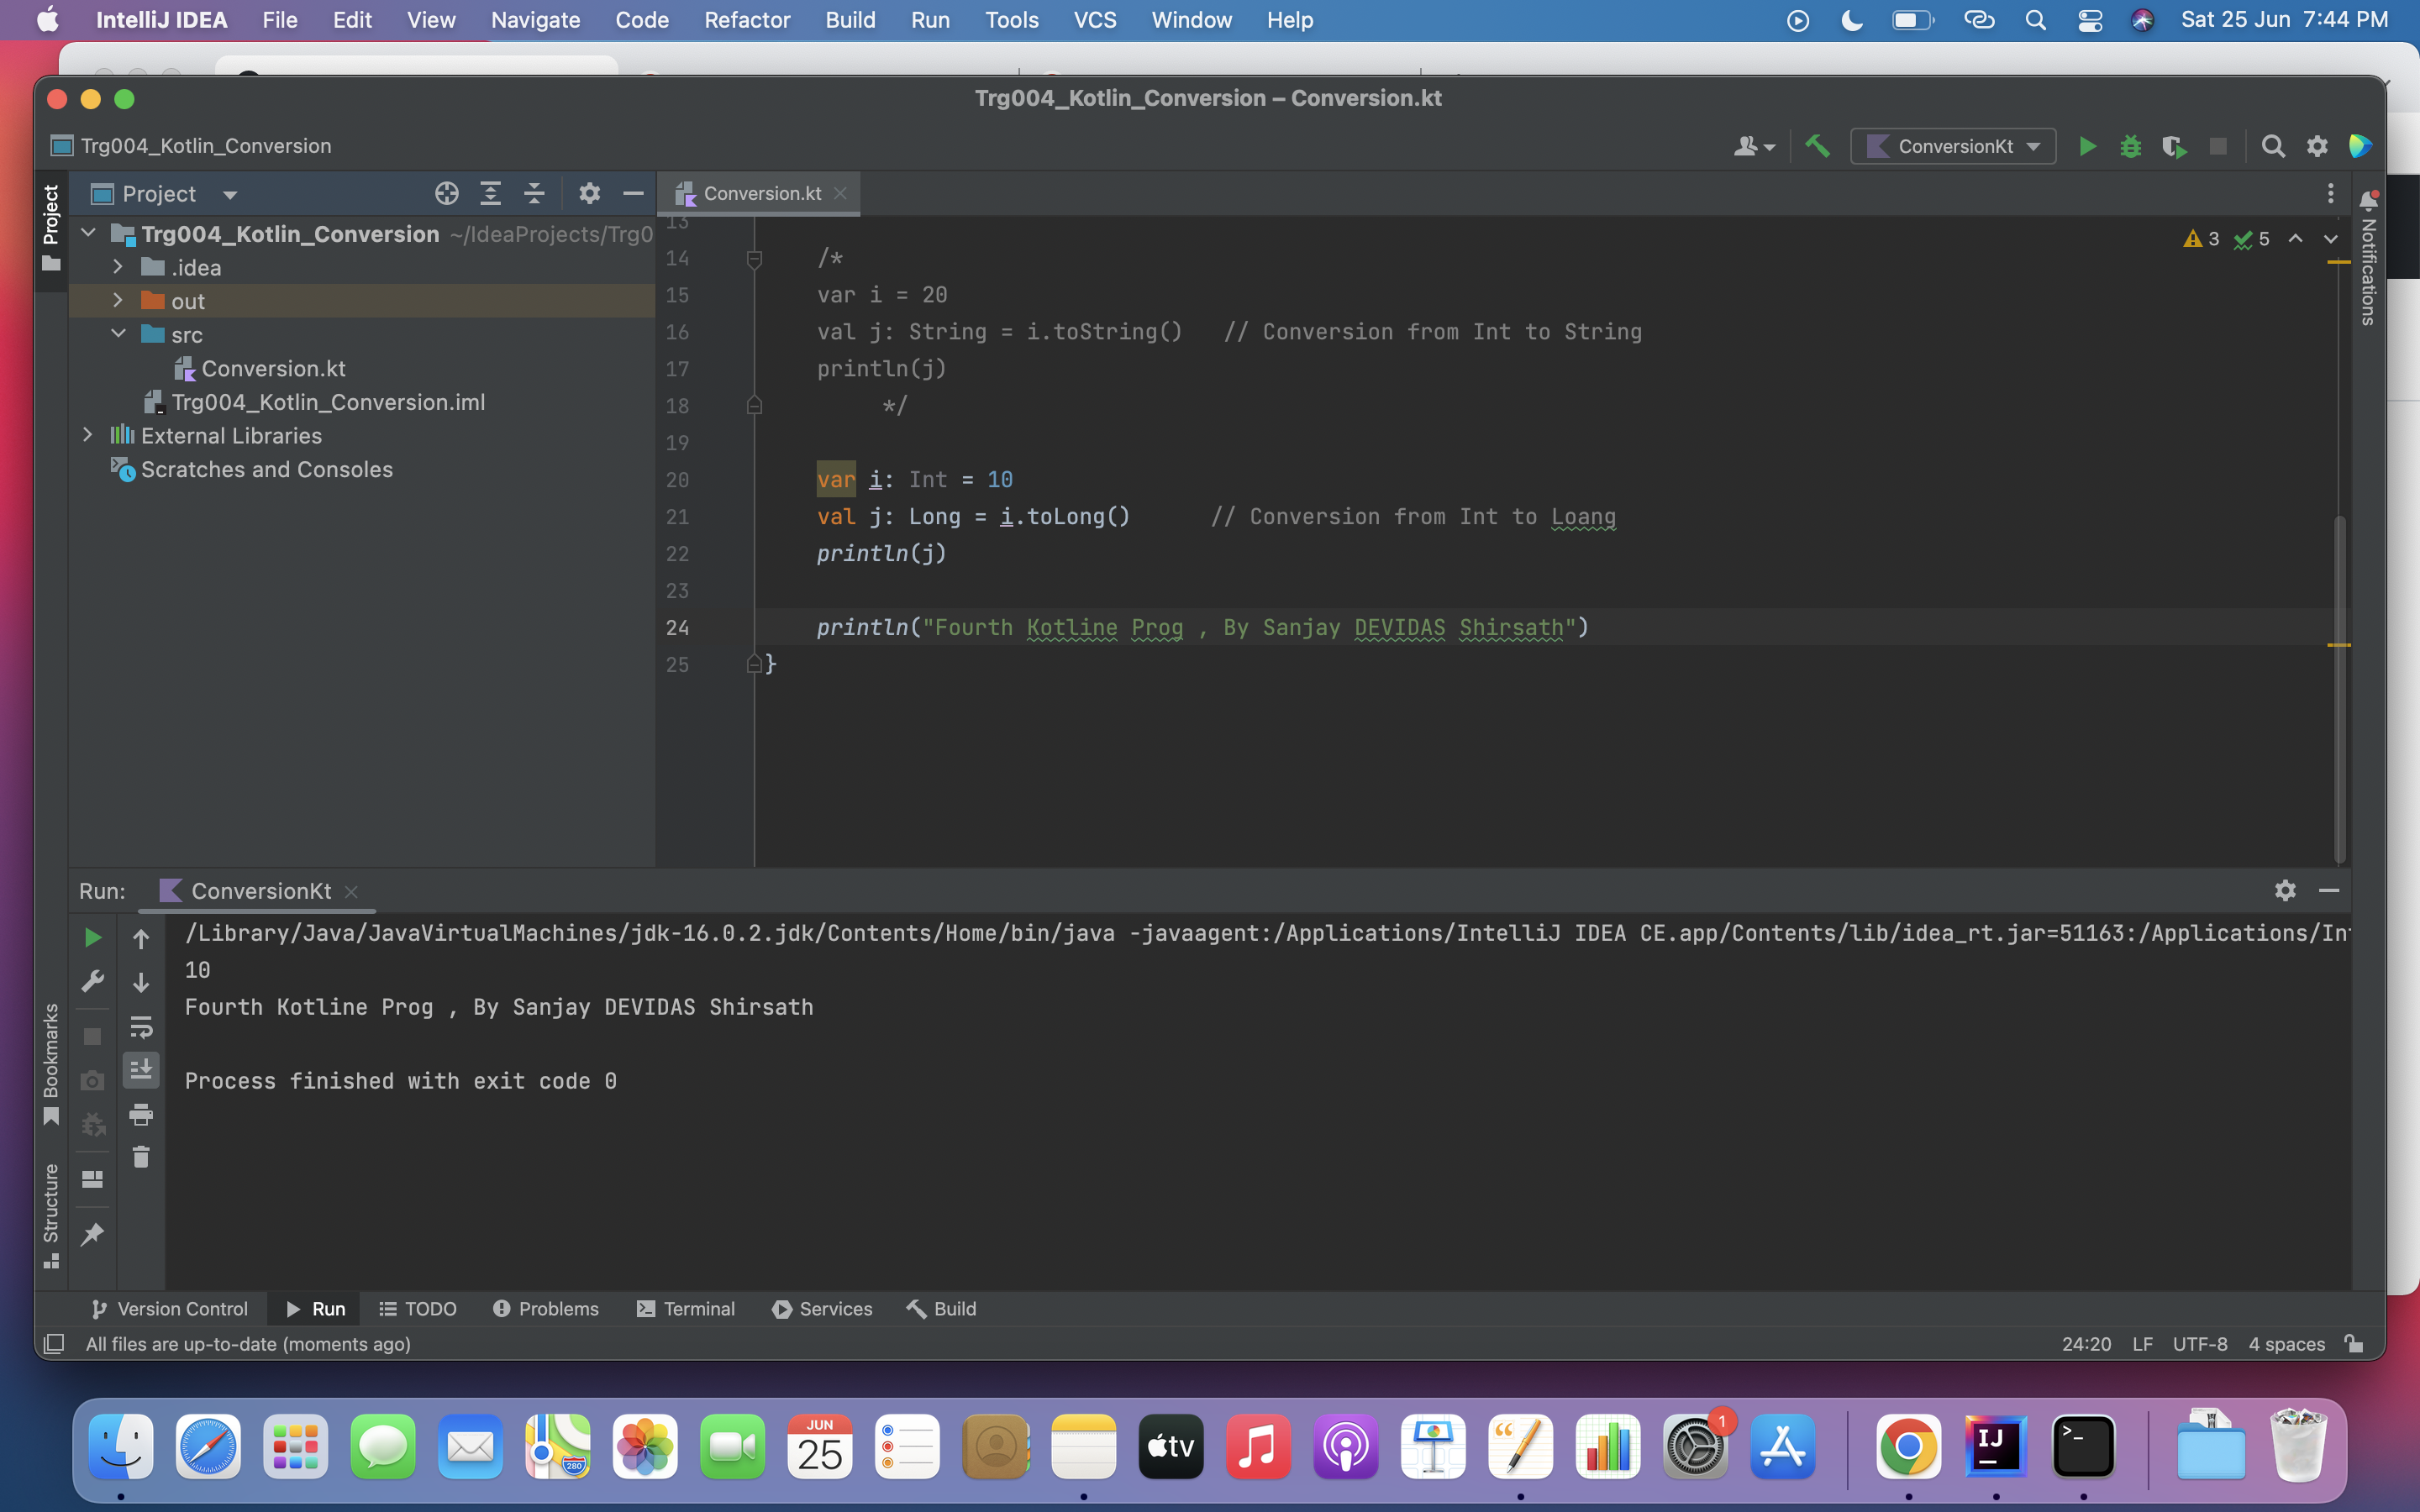 IntelliJ IDEA File Edit View Navigate Code Refactor Build Run Tools VCS Window Help Sat 25 Jun 7:44 PM
Trg004_Kotlin_Conversion – Conversion.kt
Trg004_Kotlin_Conversion ConversionKt
Project Project Conversion.kt
Trg004_Kotlin_Conversion ~/IdeaProjects/Trg0
.idea
out
src
Conversion.kt
Trg004_Kotlin_Conversion.iml
External Libraries
Scratches and Consoles
3 5
Notifications
13
14 /*
15 var i = 20
16 val j: String = i.toString() // Conversion from Int to String
17 println(j)
18 */
19
20 var i: Int = 10
21 val j: Long = i.toLong() // Conversion from Int to Loang
22 println(j)
23
24 println("Fourth Kotline Prog , By Sanjay DEVIDAS Shirsath")
25 }
Run: ConversionKt
/Library/Java/JavaVirtualMachines/jdk-16.0.2.jdk/Contents/Home/bin/java -javaagent:/Applications/IntelliJ IDEA CE.app/Contents/lib/idea_rt.jar=51163:/Applications/Int
10
Fourth Kotline Prog , By Sanjay DEVIDAS Shirsath
Process finished with exit code 0
Bookmarks
Structure
Version Control Run TODO Problems Terminal Services Build
All files are up-to-date (moments ago) 24:20 LF UTF-8 4 spaces
280
JUN
25
tv
1
IJ
>_